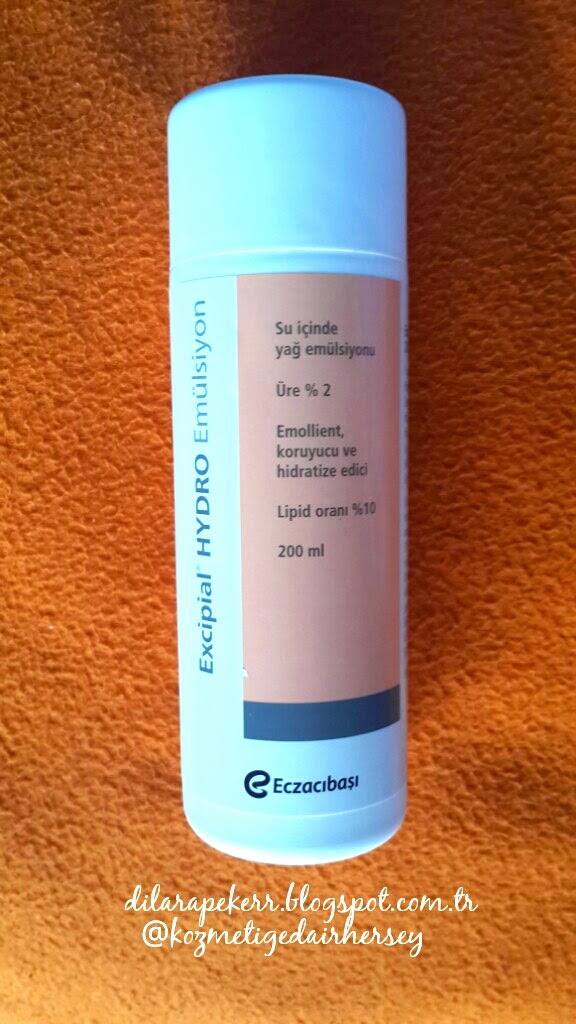 Excipial® HYDRO Emülsiyon
Su içinde
yağ emülsiyonu
Üre % 2
Emollient,
koruyucu ve
hidratize edici
Lipid oranı %10
200 ml
Eczacıbaşı
dilarapekerr.blogspot.com.tr
@kozmetigedairhersey